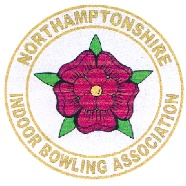 NORTHAMPTONSHIRE
INDOOR BOWLING ASSOCIATION